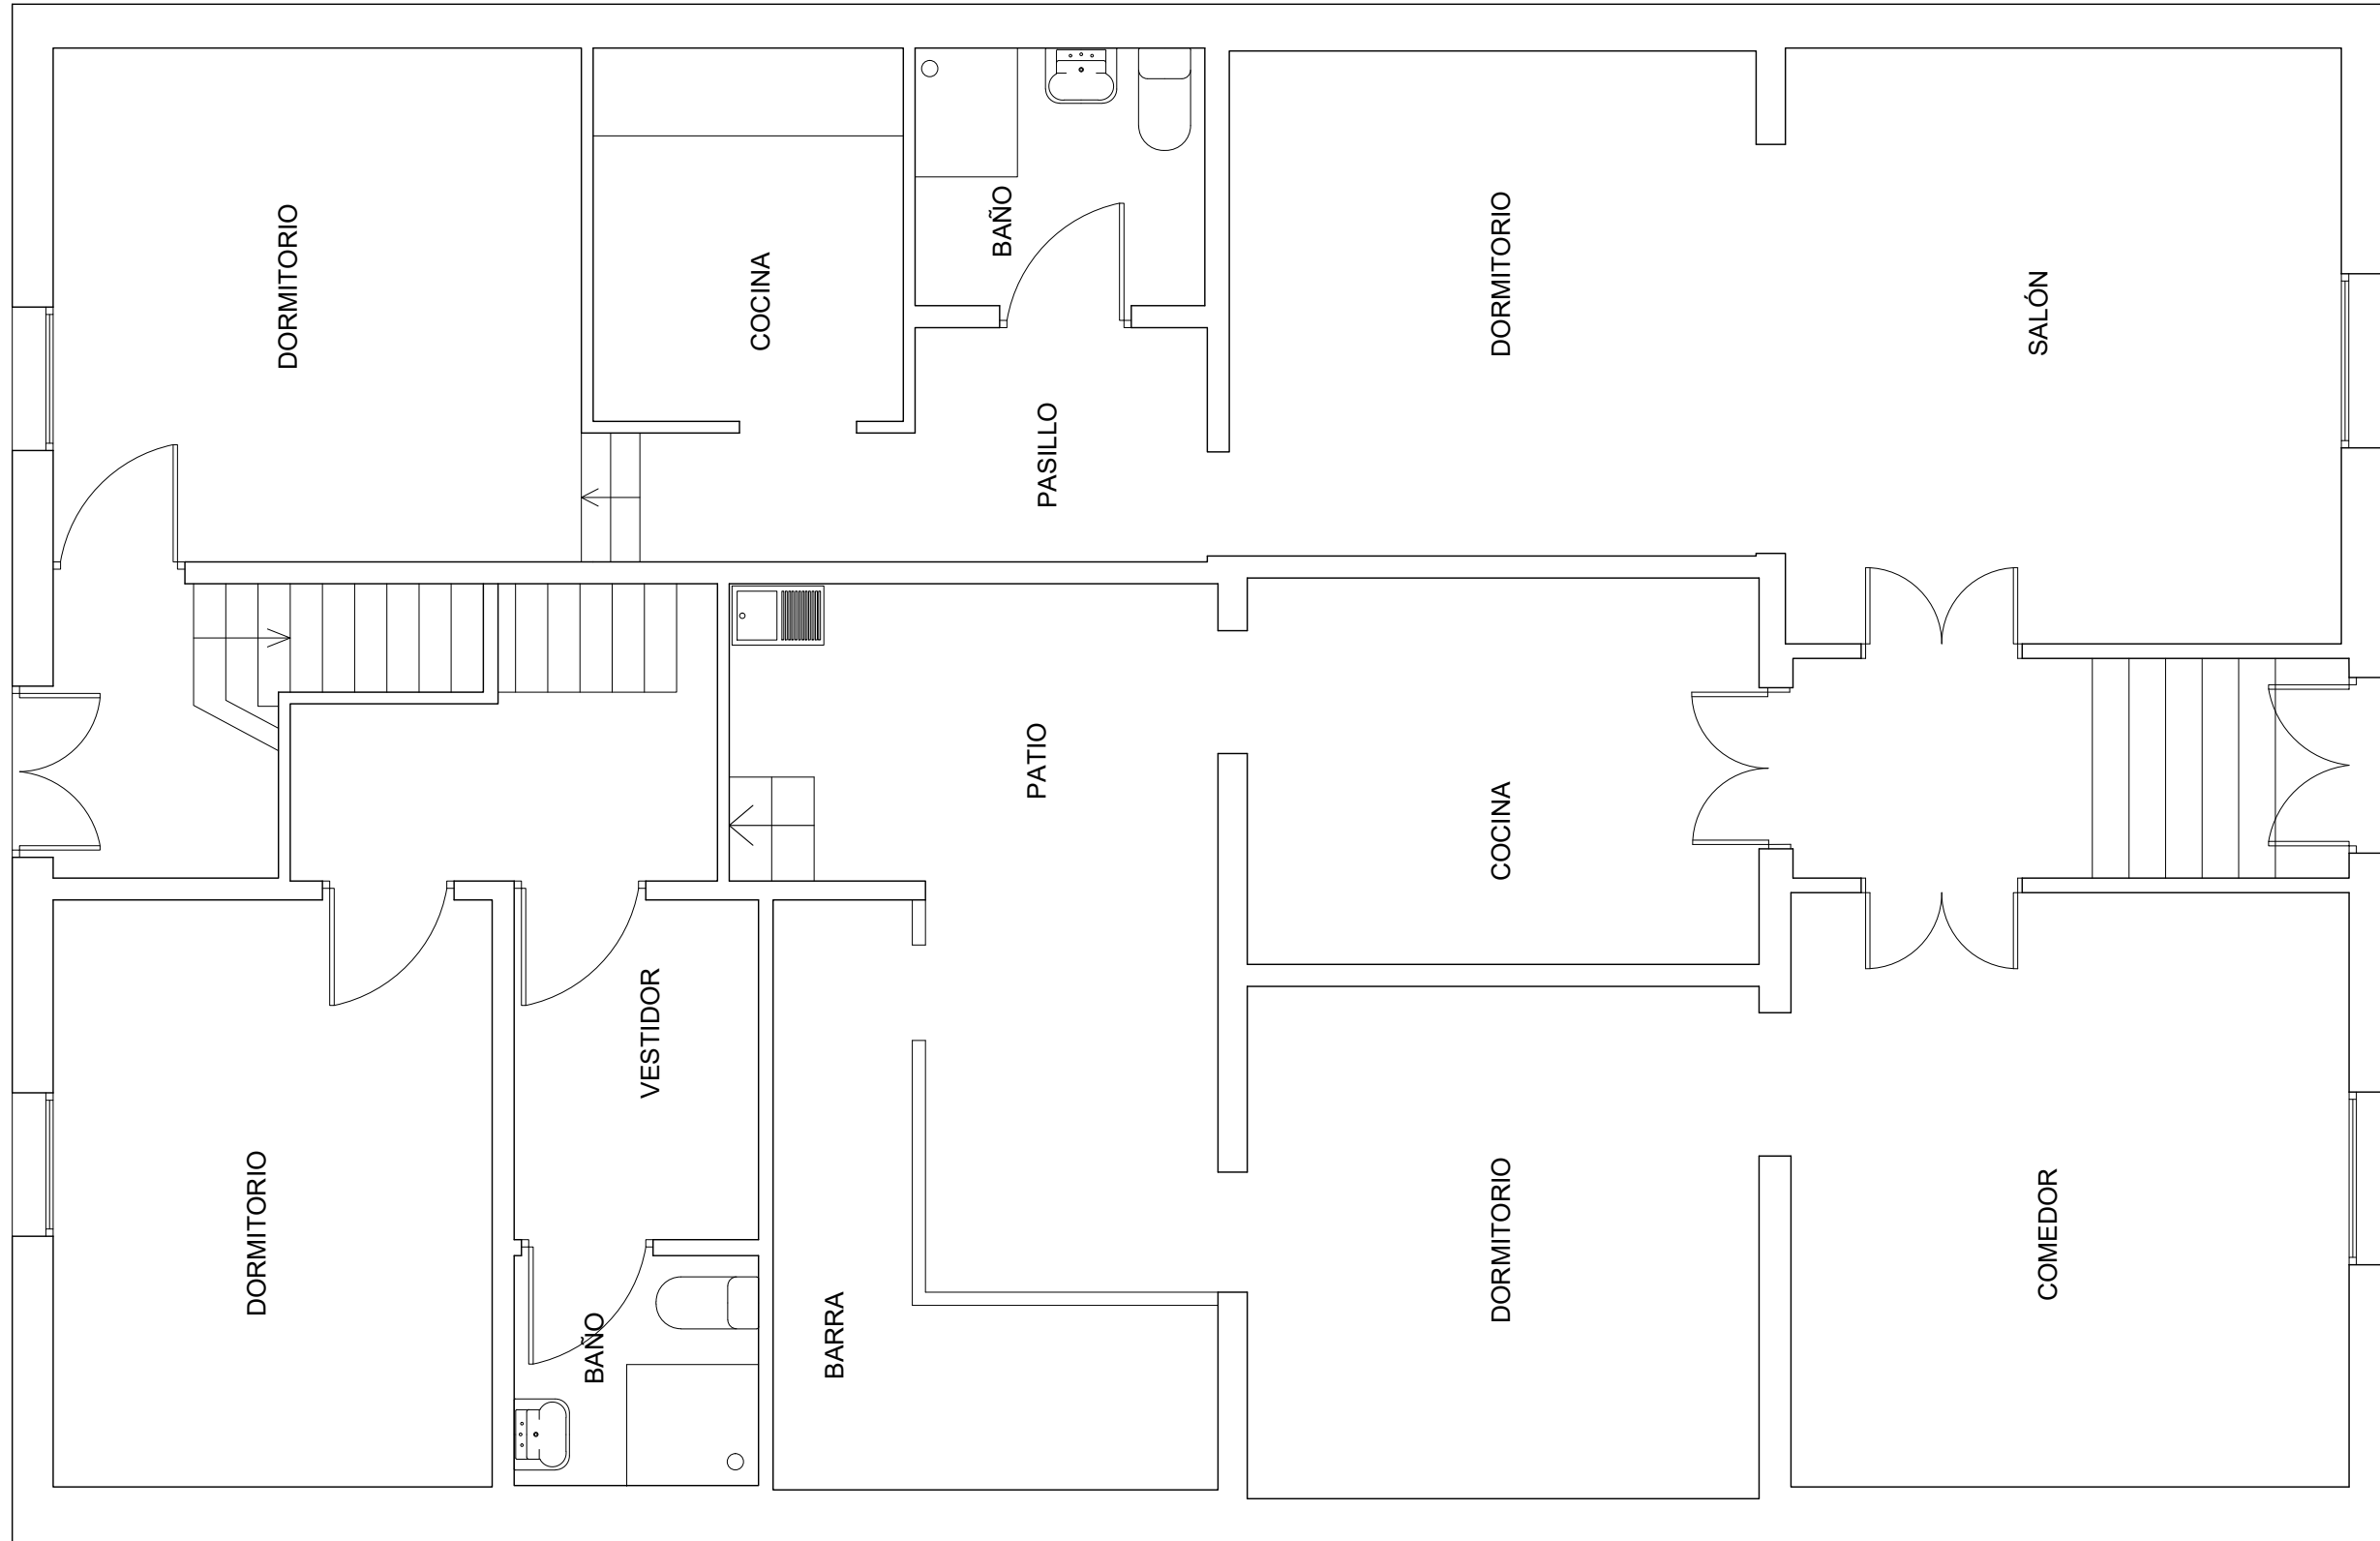 DORMITORIO
COCINA
BAÑO
PASILLO
DORMITORIO
SALÓN
PATIO
COCINA
VESTIDOR
DORMITORIO
BAÑO
BARRA
DORMITORIO
COMEDOR